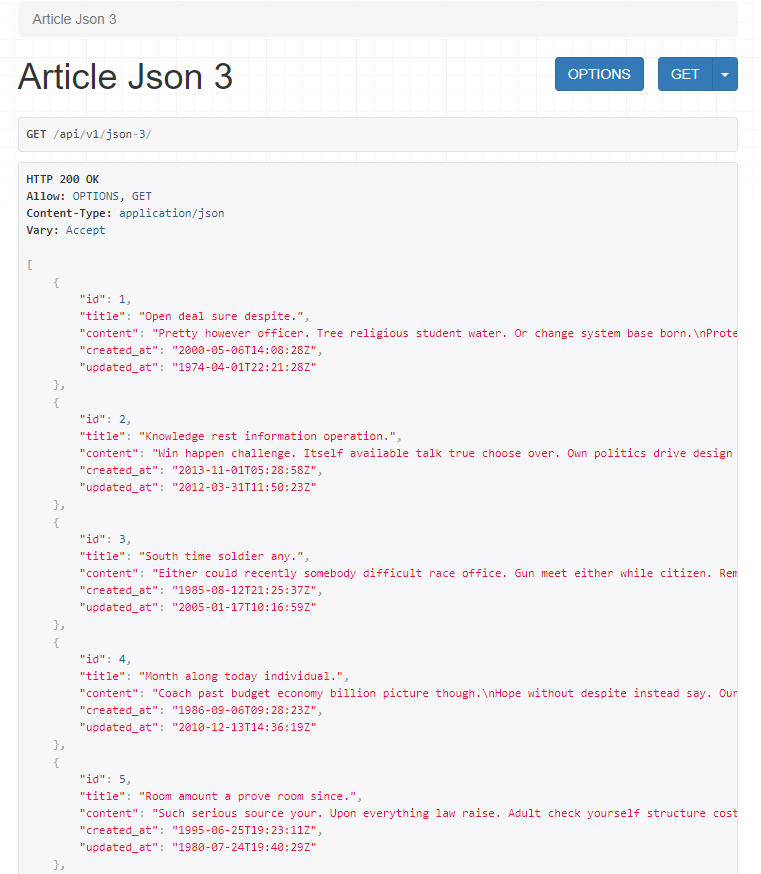 Article Json 3
Article Json 3
OPTIONS
GET
GET /api/v1/json-3/
HTTP 200 OK
Allow: OPTIONS, GET
Content-Type: application/json
Vary: Accept
[
    {
        "id": 1,
        "title": "Open deal sure despite.",
        "content": "Pretty however officer. Tree religious student water. Or change system base born.\nProte
        "created_at": "2000-05-06T14:08:28Z",
        "updated_at": "1974-04-01T22:21:28Z"
    },
    {
        "id": 2,
        "title": "Knowledge rest information operation.",
        "content": "Win happen challenge. Itself available talk true choose over. Own politics drive design
        "created_at": "2013-11-01T05:28:58Z",
        "updated_at": "2012-03-31T11:50:23Z"
    },
    {
        "id": 3,
        "title": "South time soldier any.",
        "content": "Either could recently somebody difficult race office. Gun meet either while citizen. Rem
        "created_at": "1985-08-12T21:25:37Z",
        "updated_at": "2005-01-17T10:16:59Z"
    },
    {
        "id": 4,
        "title": "Month along today individual.",
        "content": "Coach past budget economy billion picture though.\nHope without despite instead say. Our
        "created_at": "1986-09-06T09:28:23Z",
        "updated_at": "2010-12-13T14:36:19Z"
    },
    {
        "id": 5,
        "title": "Room amount a prove room since.",
        "content": "Such serious source your. Upon everything law raise. Adult check yourself structure cost
        "created_at": "1995-06-25T19:23:11Z",
        "updated_at": "1980-07-24T19:40:29Z"
    },